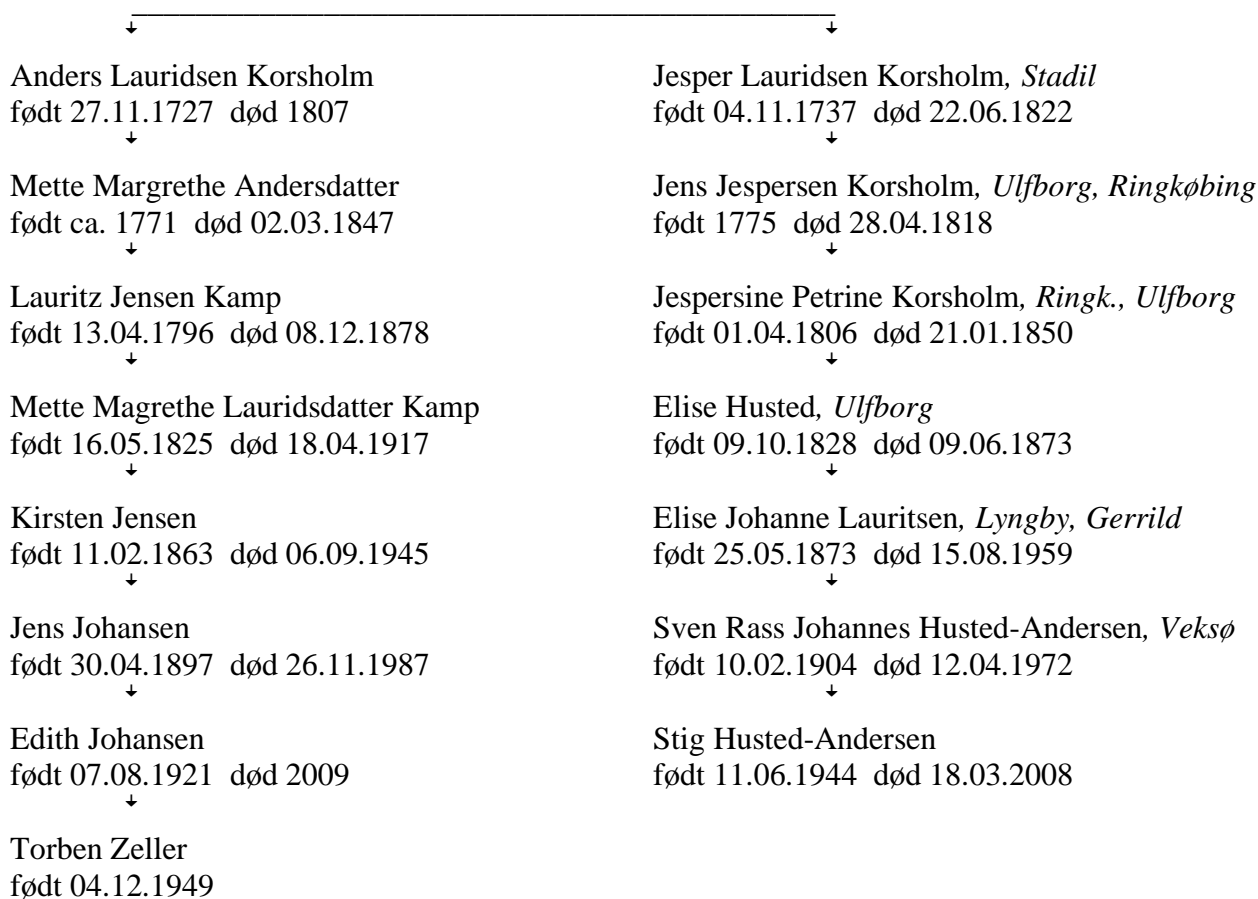 Anders Lauridsen Korsholm
født 27.11.1727 død 1807
Mette Margrethe Andersdatter
født ca. 1771 død 02.03.1847
Lauritz Jensen Kamp
født 13.04.1796 død 08.12.1878
Mette Magrethe Lauridsdatter Kamp
født 16.05.1825 død 18.04.1917
Kirsten Jensen
født 11.02.1863 død 06.09.1945
Jens Johansen
født 30.04.1897 død 26.11.1987
Edith Johansen
født 07.08.1921 død 2009
Torben Zeller
født 04.12.1949
Jesper Lauridsen Korsholm, Stadil
født 04.11.1737 død 22.06.1822
Jens Jespersen Korsholm, Ulfborg, Ringkøbing
født 1775 død 28.04.1818
Jespersine Petrine Korsholm, Ringk., Ulfborg
født 01.04.1806 død 21.01.1850
Elise Husted, Ulfborg
født 09.10.1828 død 09.06.1873
Elise Johanne Lauritsen, Lyngby, Gerrild
født 25.05.1873 død 15.08.1959
Sven Rass Johannes Husted-Andersen, Veksø
født 10.02.1904 død 12.04.1972
Stig Husted-Andersen
født 11.06.1944 død 18.03.2008